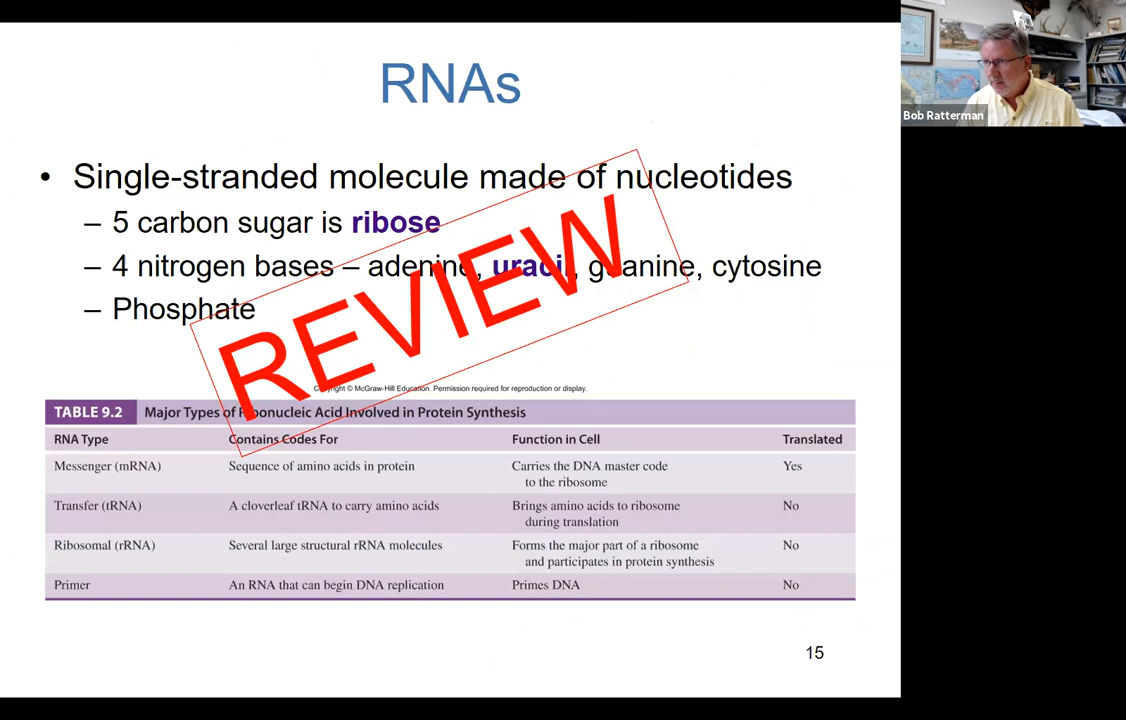 RNAs
• Single-stranded molecule made of nucleotides
– 5 carbon sugar is ribose
– 4 nitrogen bases – adenine, uracil, guanine, cytosine
– Phosphate
REVIEW
Copyright © McGraw-Hill Education. Permission required for reproduction or display.
TABLE 9.2 Major Types of Ribonucleic Acid Involved in Protein Synthesis
RNA Type Contains Codes For Function in Cell Translated
Messenger (mRNA) Sequence of amino acids in protein Carries the DNA master code Yes
to the ribosome
Transfer (tRNA) A cloverleaf tRNA to carry amino acids Brings amino acids to ribosome No
during translation
Ribosomal (rRNA) Several large structural rRNA molecules Forms the major part of a ribosome No
and participates in protein synthesis
Primer An RNA that can begin DNA replication Primes DNA No
15
Bob Ratterman